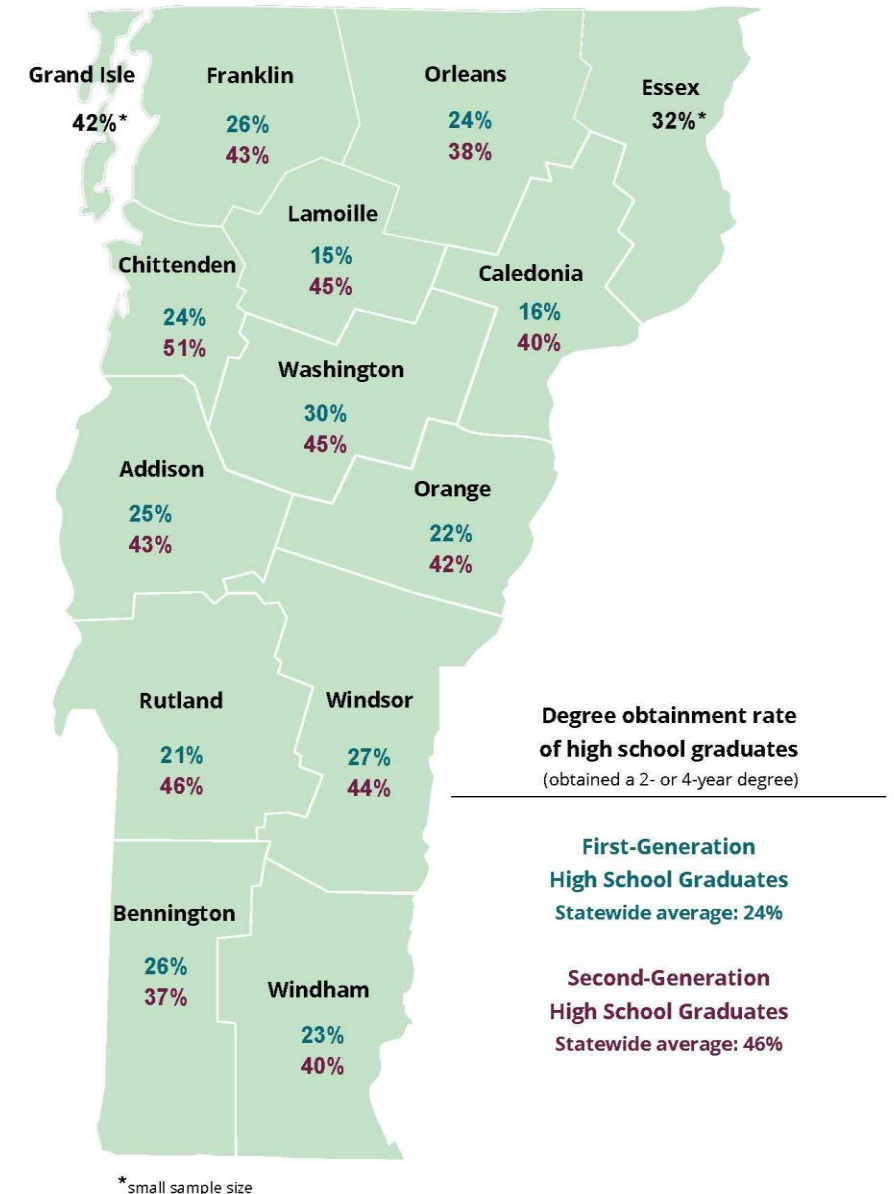 Grand Isle
42%*
Franklin
26%
43%
Orleans
24%
38%
Essex
32%*
Lamoille
15%
45%
Chittenden
24%
51%
Caledonia
16%
40%
Washington
30%
45%
Addison
25%
43%
Orange
22%
42%
Rutland
21%
46%
Windsor
27%
44%
Bennington
26%
37%
Windham
23%
40%
Degree obtainment rate
of high school graduates
(obtained a 2- or 4-year degree)
First-Generation
High School Graduates
Statewide average: 24%
Second-Generation
High School Graduates
Statewide average: 46%
*small sample size